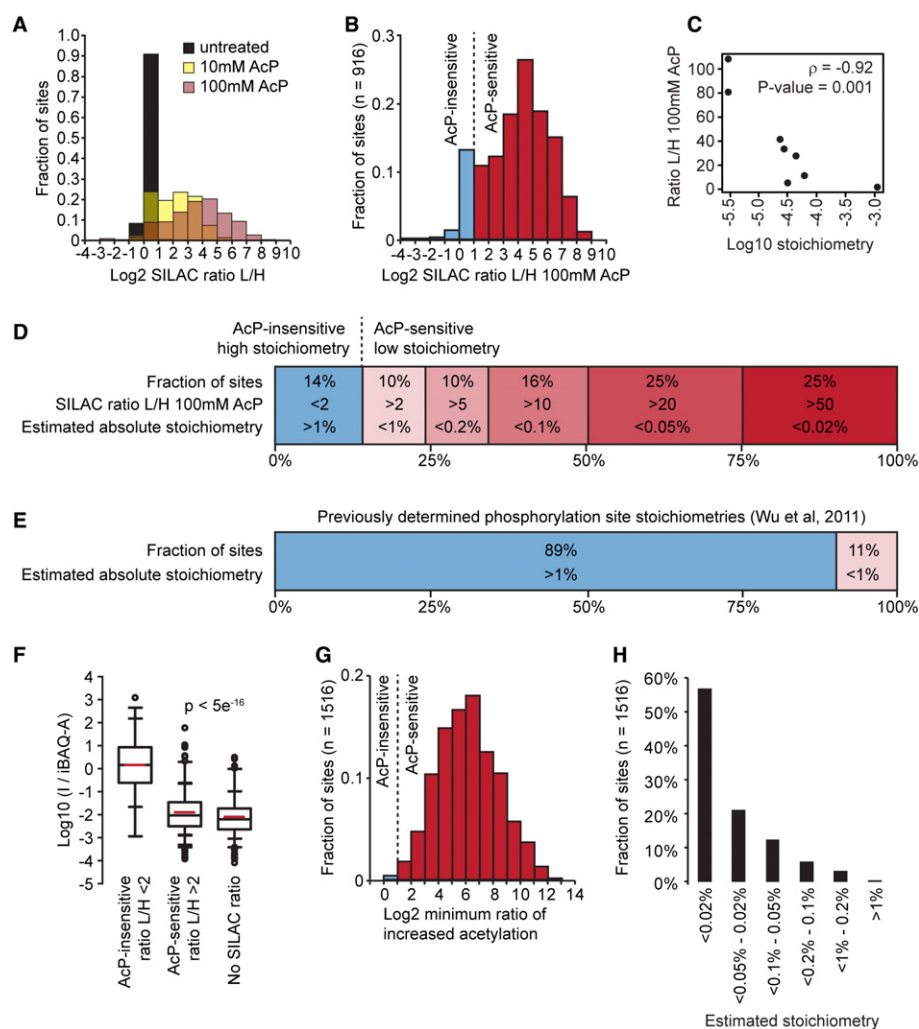 A
Fraction of sites
1.0
0.9
0.8
0.7
0.6
0.5
0.4
0.3
0.2
0.1
0
untreated
10mM AcP
100mM AcP
-4 -3 -2 -1 0 1 2 3 4 5 6 7 8 9 10
Log2 SILAC ratio L/H
B
Fraction of sites (n = 916)
0.3
0.2
0.1
0
AcP-insensitive
AcP-sensitive
-4 -3 -2 -1 0 1 2 3 4 5 6 7 8 9 10
Log2 SILAC ratio L/H 100mM AcP
C
Ratio L/H 100mM AcP
100
80
60
40
20
0
ρ = -0.92
P-value = 0.001
-5.5 -5.0 -4.5 -4.0 -3.5 -3.0
Log10 stoichiometry
D
AcP-insensitive
high stoichiometry
AcP-sensitive
low stoichiometry
Fraction of sites 14% 10% 10% 16% 25% 25%
SILAC ratio L/H 100mM AcP <2 >2 >5 >10 >20 >50
Estimated absolute stoichiometry >1% <1% <0.2% <0.1% <0.05% <0.02%
0% 25% 50% 75% 100%
E
Previously determined phosphorylation site stoichiometries (Wu et al, 2011)
Fraction of sites 89% 11%
Estimated absolute stoichiometry >1% <1%
0% 25% 50% 75% 100%
F
Log10 (I / iBAQ-A)
4
3
2
1
0
-1
-2
-3
-4
-5
p < 5e-16
AcP-insensitive
ratio L/H <2
AcP-sensitive
ratio L/H >2
No SILAC ratio
G
Fraction of sites (n = 1516)
0.2
0.1
0
AcP-insensitive
AcP-sensitive
0 2 4 6 8 10 12 14
Log2 minimum ratio of
increased acetylation
H
Fraction of sites (n = 1516)
60%
50%
40%
30%
20%
10%
0%
<0.02%
<0.05% - 0.02%
<0.1% - 0.05%
<0.2% - 0.1%
<1% - 0.2%
>1%
Estimated stoichiometry